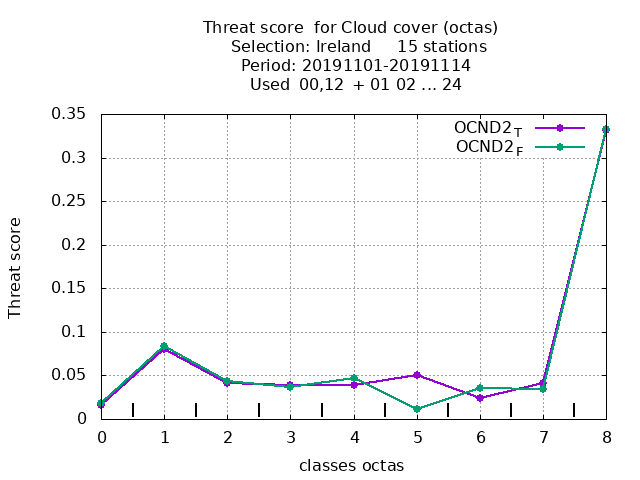 Threat score  for Cloud cover (octas)
Selection: Ireland     15 stations
Period: 20191101-20191114
Used  00,12  + 01 02 ... 24
OCND2T
OCND2F
Threat score
0.35
0.3
0.25
0.2
0.15
0.1
0.05
0
0 1 2 3 4 5 6 7 8
classes octas